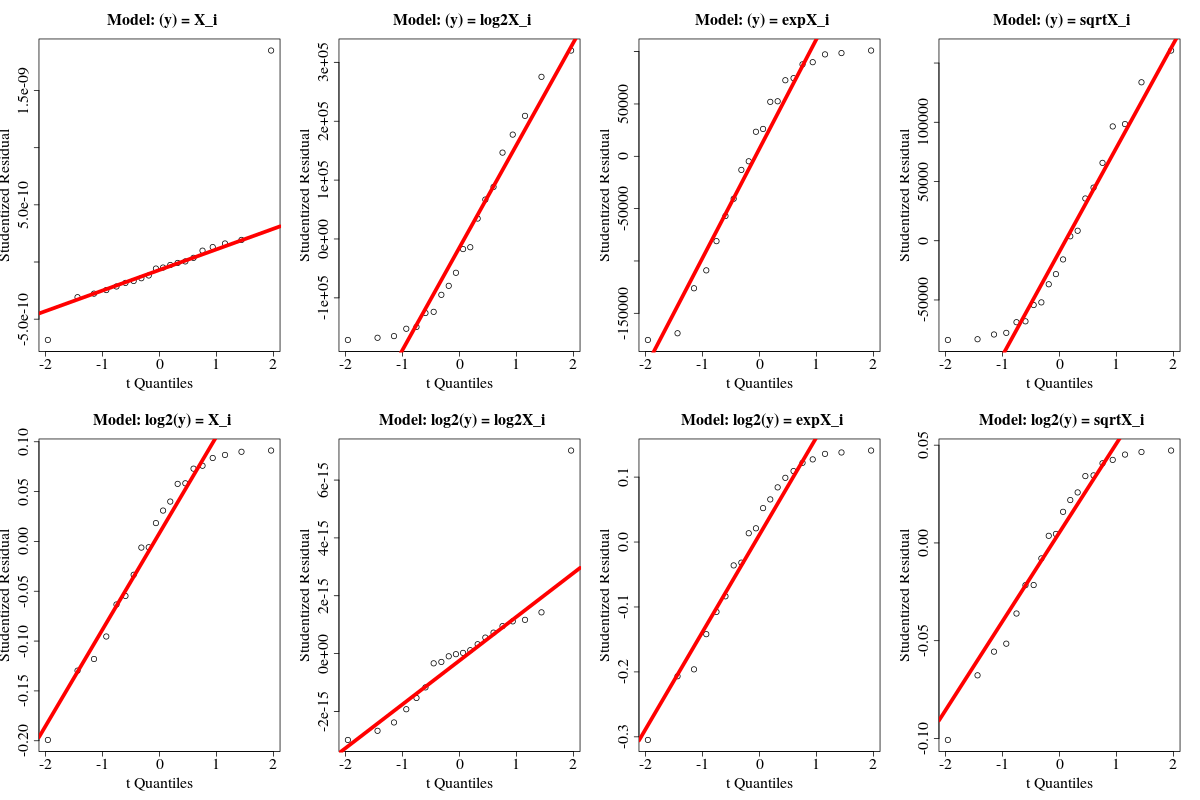 Model: (y) = X_i
Studentized Residual
-5.0e-10
5.0e-10
1.5e-09
-2 -1 0 1 2
t Quantiles
Model: (y) = log2X_i
Studentized Residual
-1e+05
0e+00
1e+05
2e+05
3e+05
-2 -1 0 1 2
t Quantiles
Model: (y) = expX_i
Studentized Residual
-150000
-50000
0
50000
-2 -1 0 1 2
t Quantiles
Model: (y) = sqrtX_i
Studentized Residual
-50000
0
50000
100000
-2 -1 0 1 2
t Quantiles
Model: log2(y) = X_i
Studentized Residual
-0.20
-0.15
-0.10
-0.05
0.00
0.05
0.10
-2 -1 0 1 2
t Quantiles
Model: log2(y) = log2X_i
Studentized Residual
-2e-15
0e+00
2e-15
4e-15
6e-15
-2 -1 0 1 2
t Quantiles
Model: log2(y) = expX_i
Studentized Residual
-0.3
-0.2
-0.1
0.0
0.1
-2 -1 0 1 2
t Quantiles
Model: log2(y) = sqrtX_i
Studentized Residual
-0.10
-0.05
0.00
0.05
-2 -1 0 1 2
t Quantiles